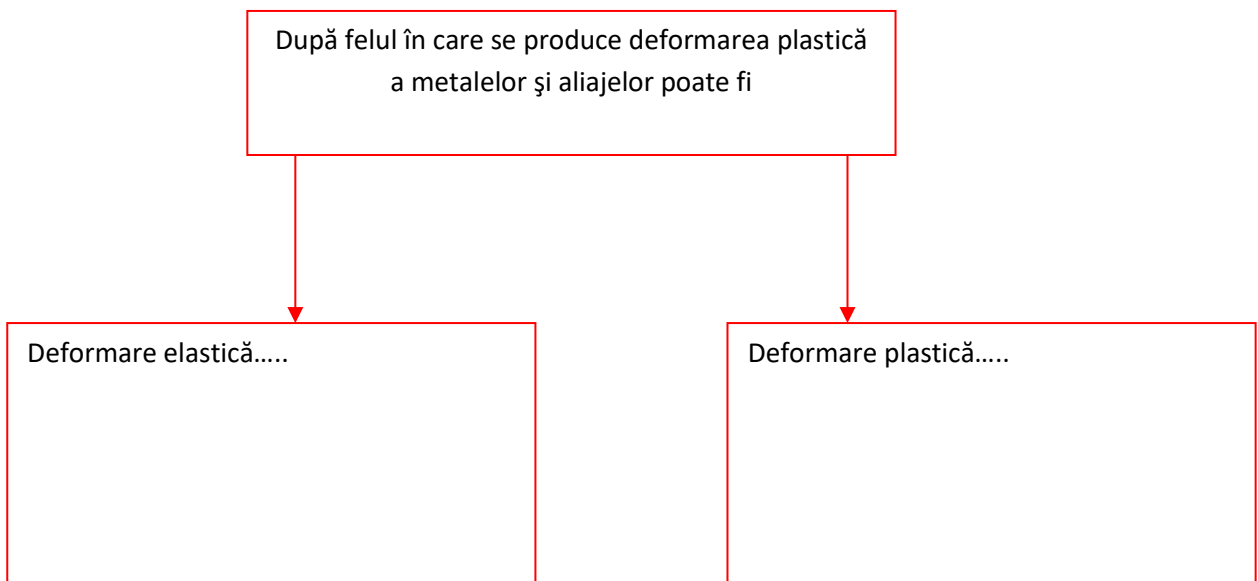 După felul în care se produce deformarea plastică
a metalelor şi aliajelor poate fi
Deformare elastică…..
Deformare plastică…..